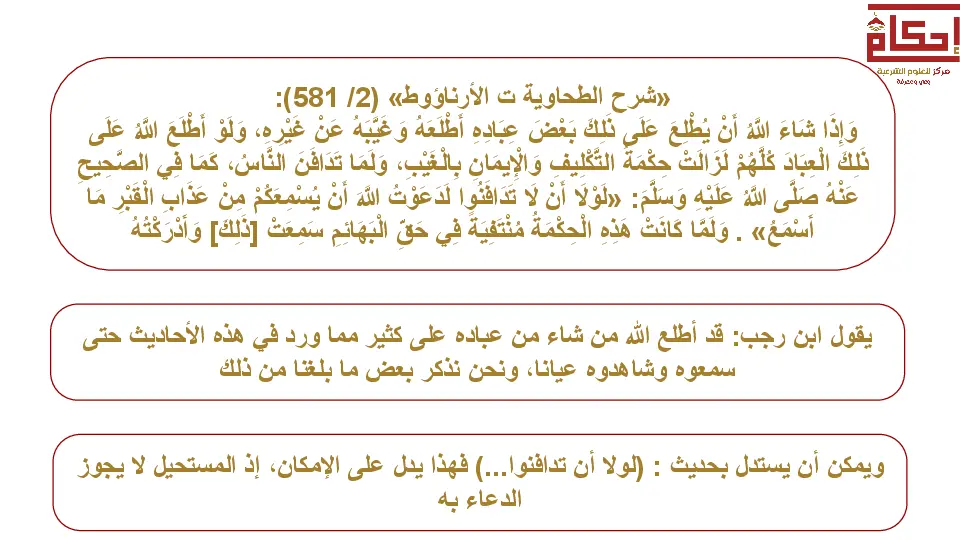 إحكام
مركز للعلوم الشرعية
وعي ومعرفة
«شرح الطحاوية ت الأرناؤوط» (2/ 581):
وَإِذَا شَاءَ اللَّهُ أَنْ يُطْلِعَ عَلَى ذَلِكَ بَعْضَ عِبَادِهِ أَطْلَعَهُ وَغَيَّبَهُ عَنْ غَيْرِهِ، وَلَوْ أَطْلَعَ اللَّهُ عَلَى
ذَلِكَ الْعِبَادَ كُلَّهُمْ لَزَالَتْ حِكْمَةُ التَّكْلِيفِ وَالْإِيمَانِ بِالْغَيْبِ، وَلَمَا تَدَافَنَ النَّاسُ، كَمَا فِي الصَّحِيحِ
عَنْهُ صَلَّى اللَّهُ عَلَيْهِ وَسَلَّمَ: «لَوْلَا أَنْ لَا تَدَافَنُوا لَدَعَوْتُ اللَّهَ أَنْ يُسْمِعَكُمْ مِنْ عَذَابِ الْقَبْرِ مَا
أَسْمَعُ» . وَلَمَّا كَانَتْ هَذِهِ الْحِكْمَةُ مُنْتَفِيَةً فِي حَقِّ الْبَهَائِمِ سَمِعَتْ [ذَلِكَ] وَأَدْرَكَتْهُ
يقول ابن رجب: قد أطلع الله من شاء من عباده على كثير مما ورد في هذه الأحاديث حتى
سمعوه وشاهدوه عيانا، ونحن نذكر بعض ما بلغنا من ذلك
ويمكن أن يستدل بحديث : (لولا أن تدافنوا...) فهذا يدل على الإمكان، إذ المستحيل لا يجوز
الدعاء به